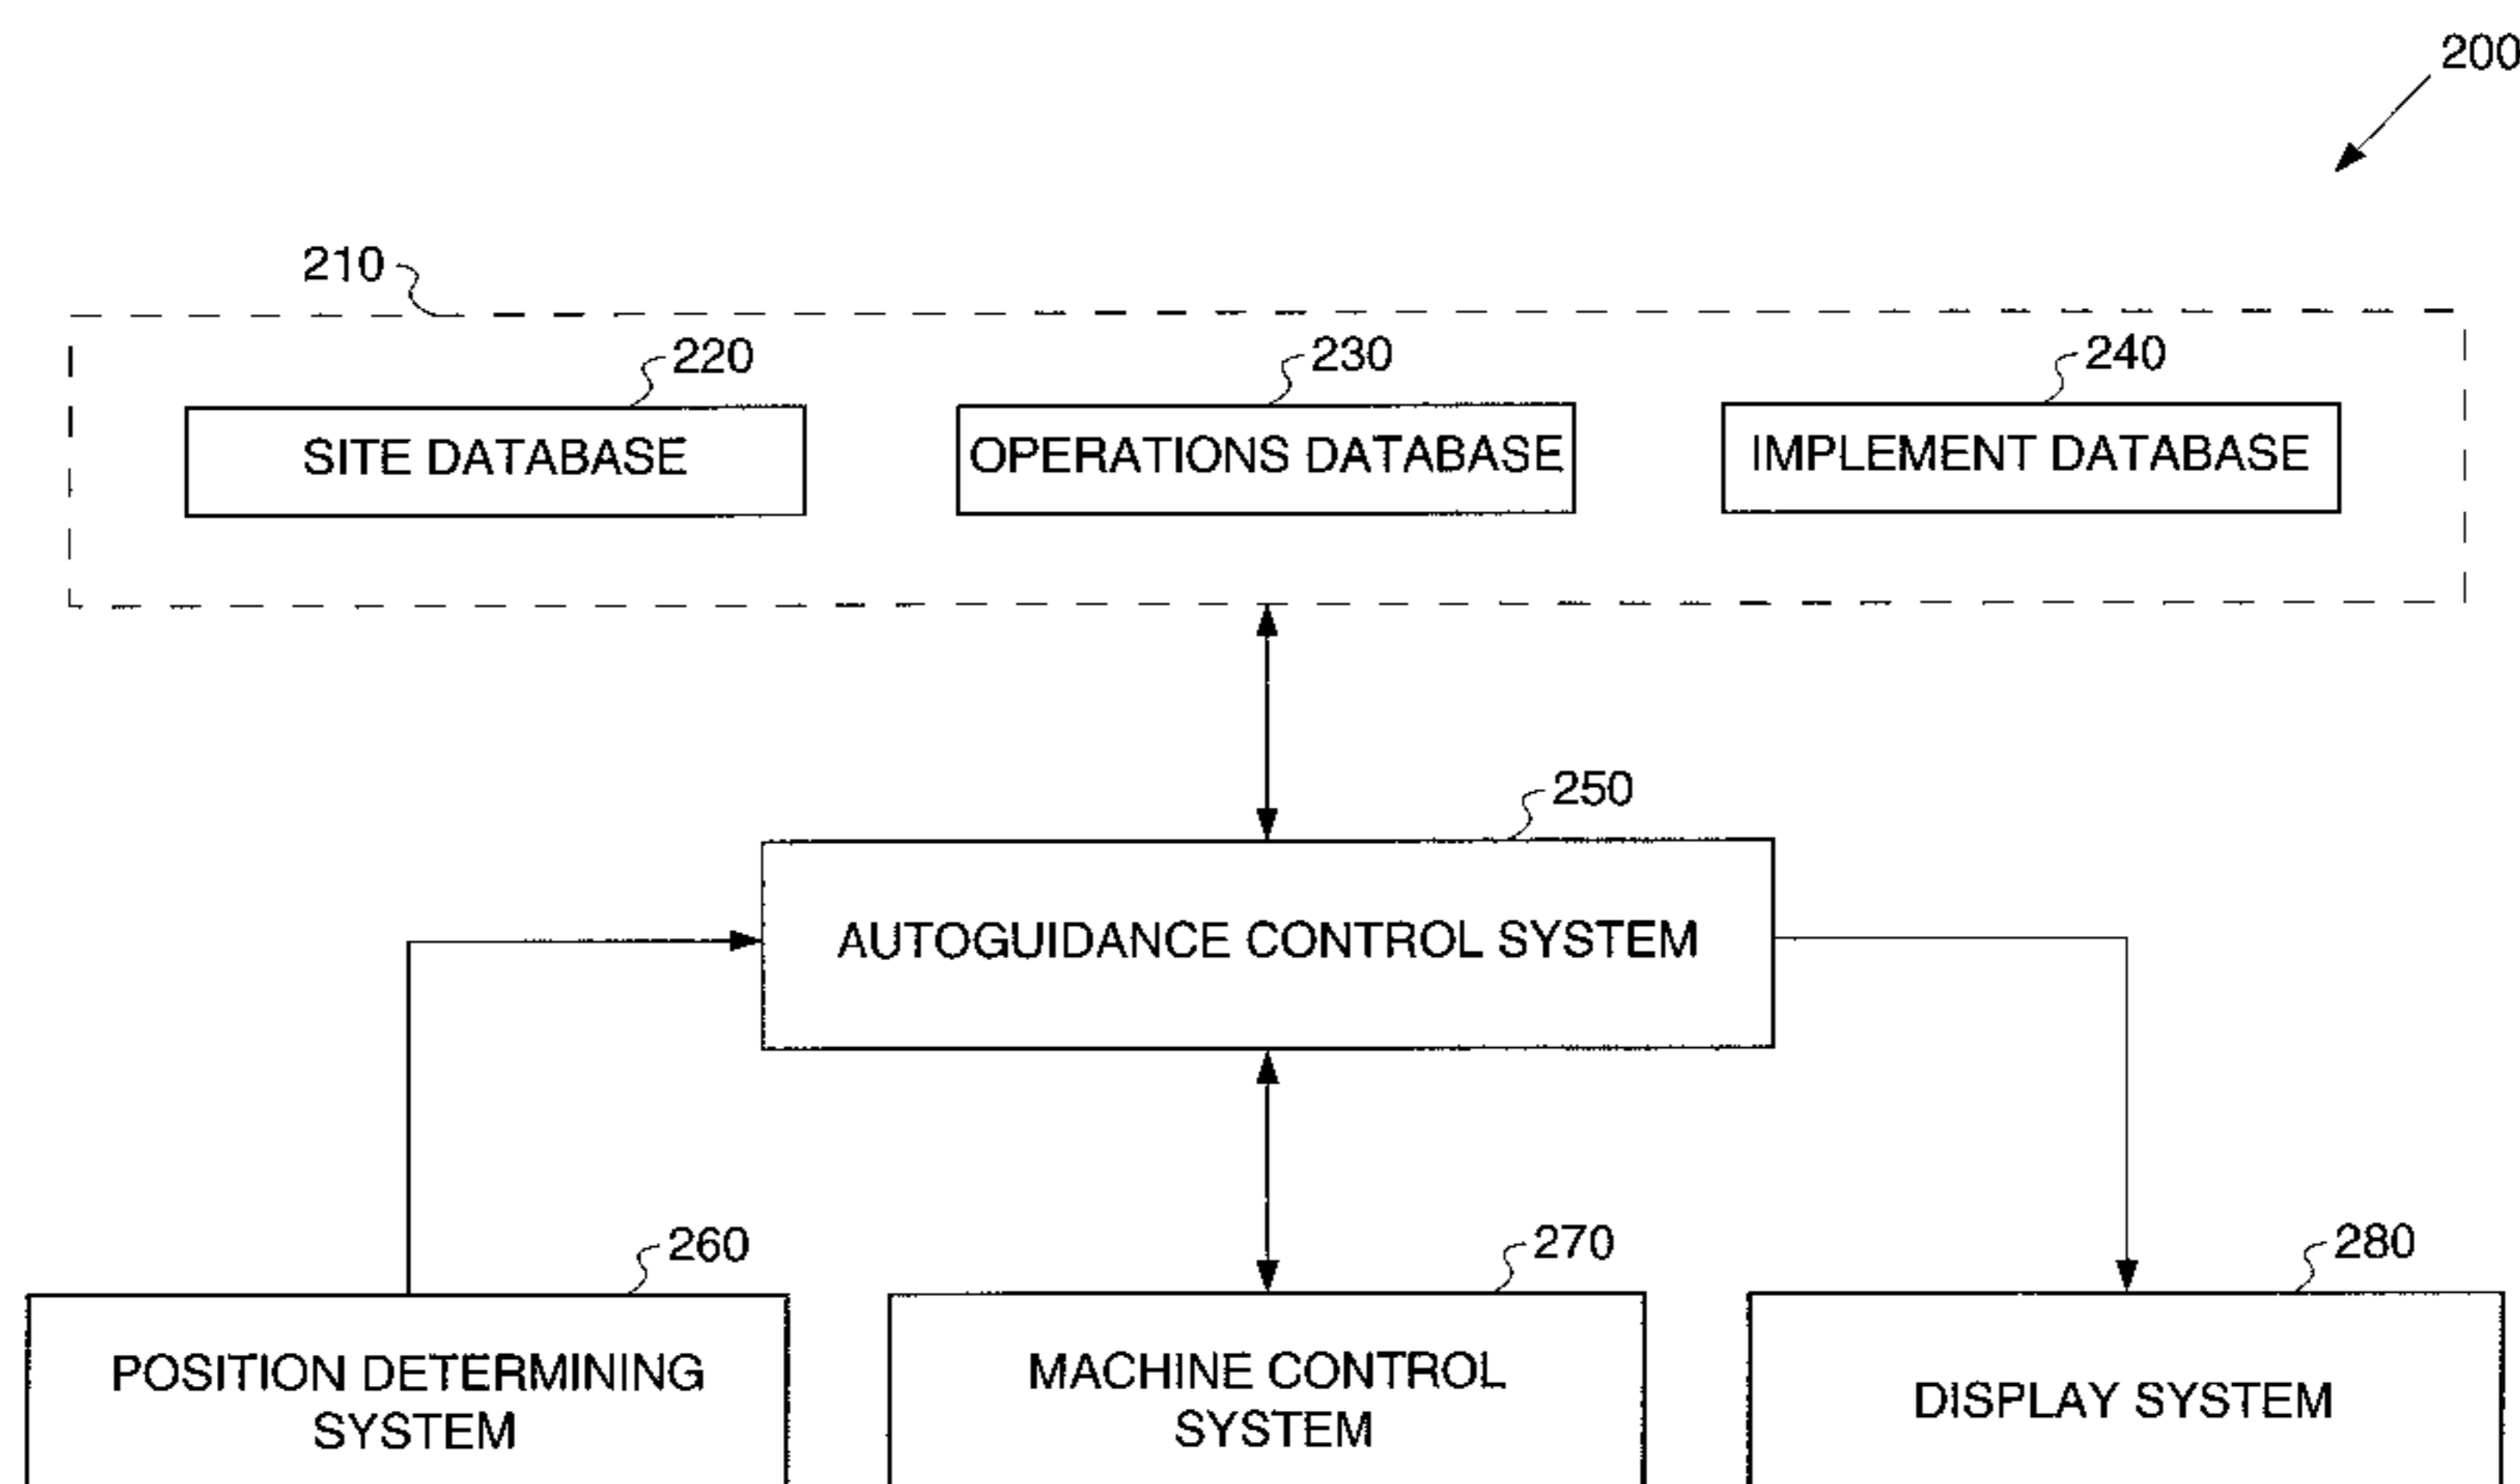 200
210
220
230
240
SITE DATABASE
OPERATIONS DATABASE
IMPLEMENT DATABASE
250
AUTOGUIDANCE CONTROL SYSTEM
260
270
280
POSITION DETERMINING
SYSTEM
MACHINE CONTROL
SYSTEM
DISPLAY SYSTEM